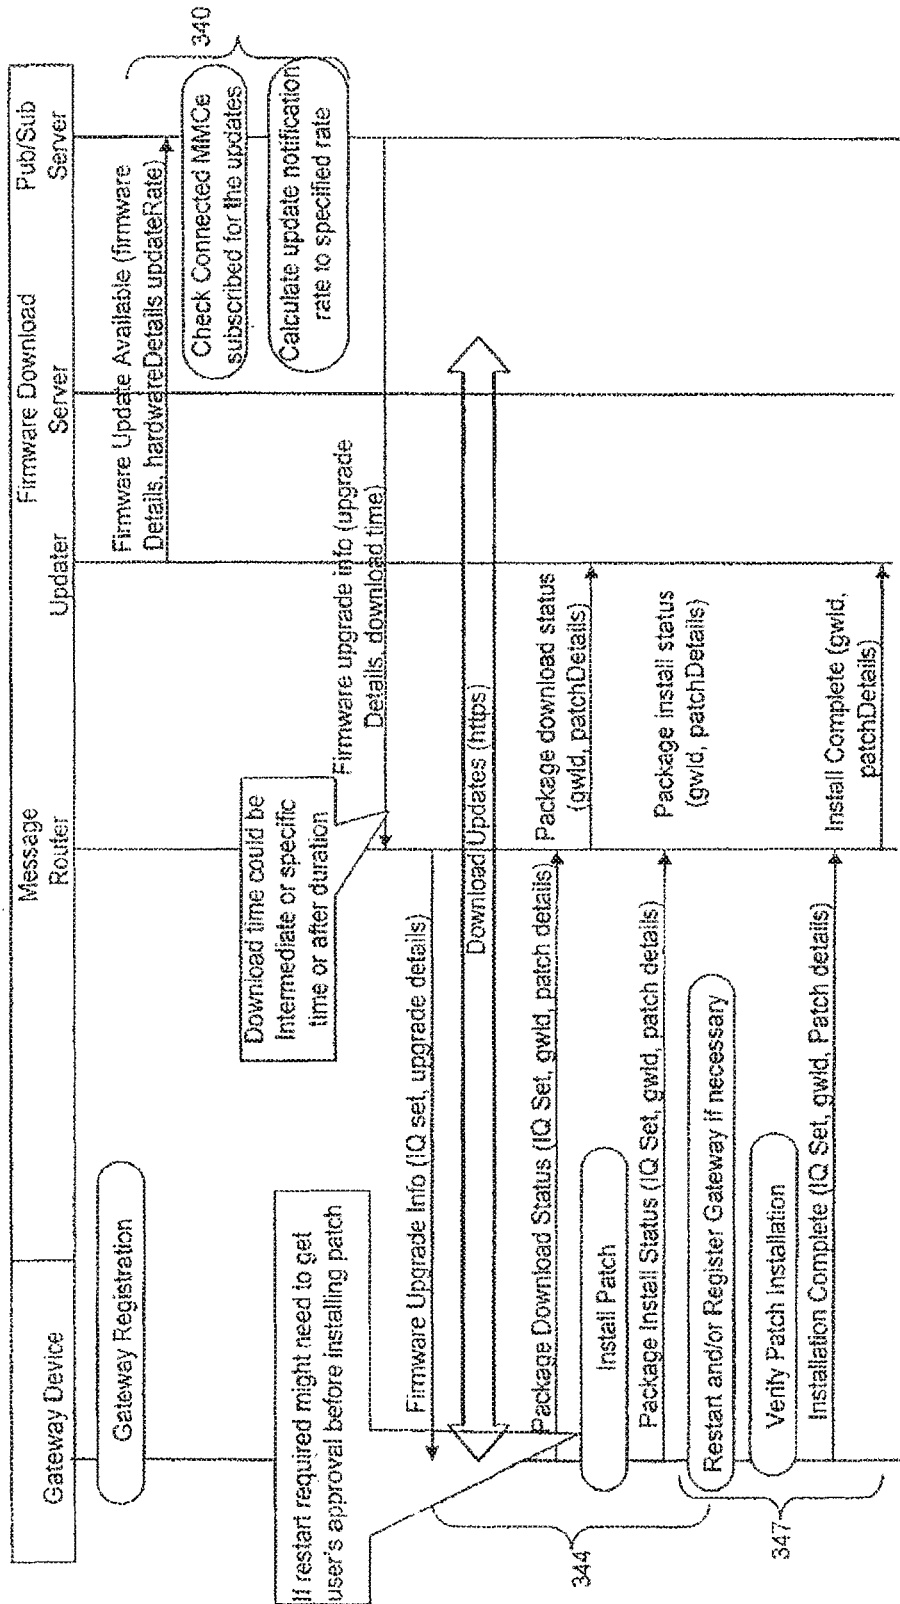 Gateway Device
Message
Router
Updater
Firmware Download
Server
Pub/Sub
Server
Gateway Registration
Firmware Update Available (firmware
Details, hardwareDetails updateRate)
340
Check Connected MMCe
subscribed for the updates
Calculate update notification
rate to specified rate
Download time could be
Intermediate or specific
time or after duration
Firmware upgrade info (upgrade
Details, download time)
If restart required might need to get
user's approval before installing patch
Firmware Upgrade Info (IQ set, upgrade details)
Download Updates (https)
Package Download Status (IQ Set, gwId, patch details)
Package download status
(gwId, patchDetails)
Install Patch
344
Package Install Status (IQ Set, gwId, patch details)
Package install status
(gwId, patchDetails)
Restart and/or Register Gateway if necessary
Verify Patch Installation
347
Installation Complete (IQ Set, gwId, Patch details)
Install Complete (gwId,
patchDetails)